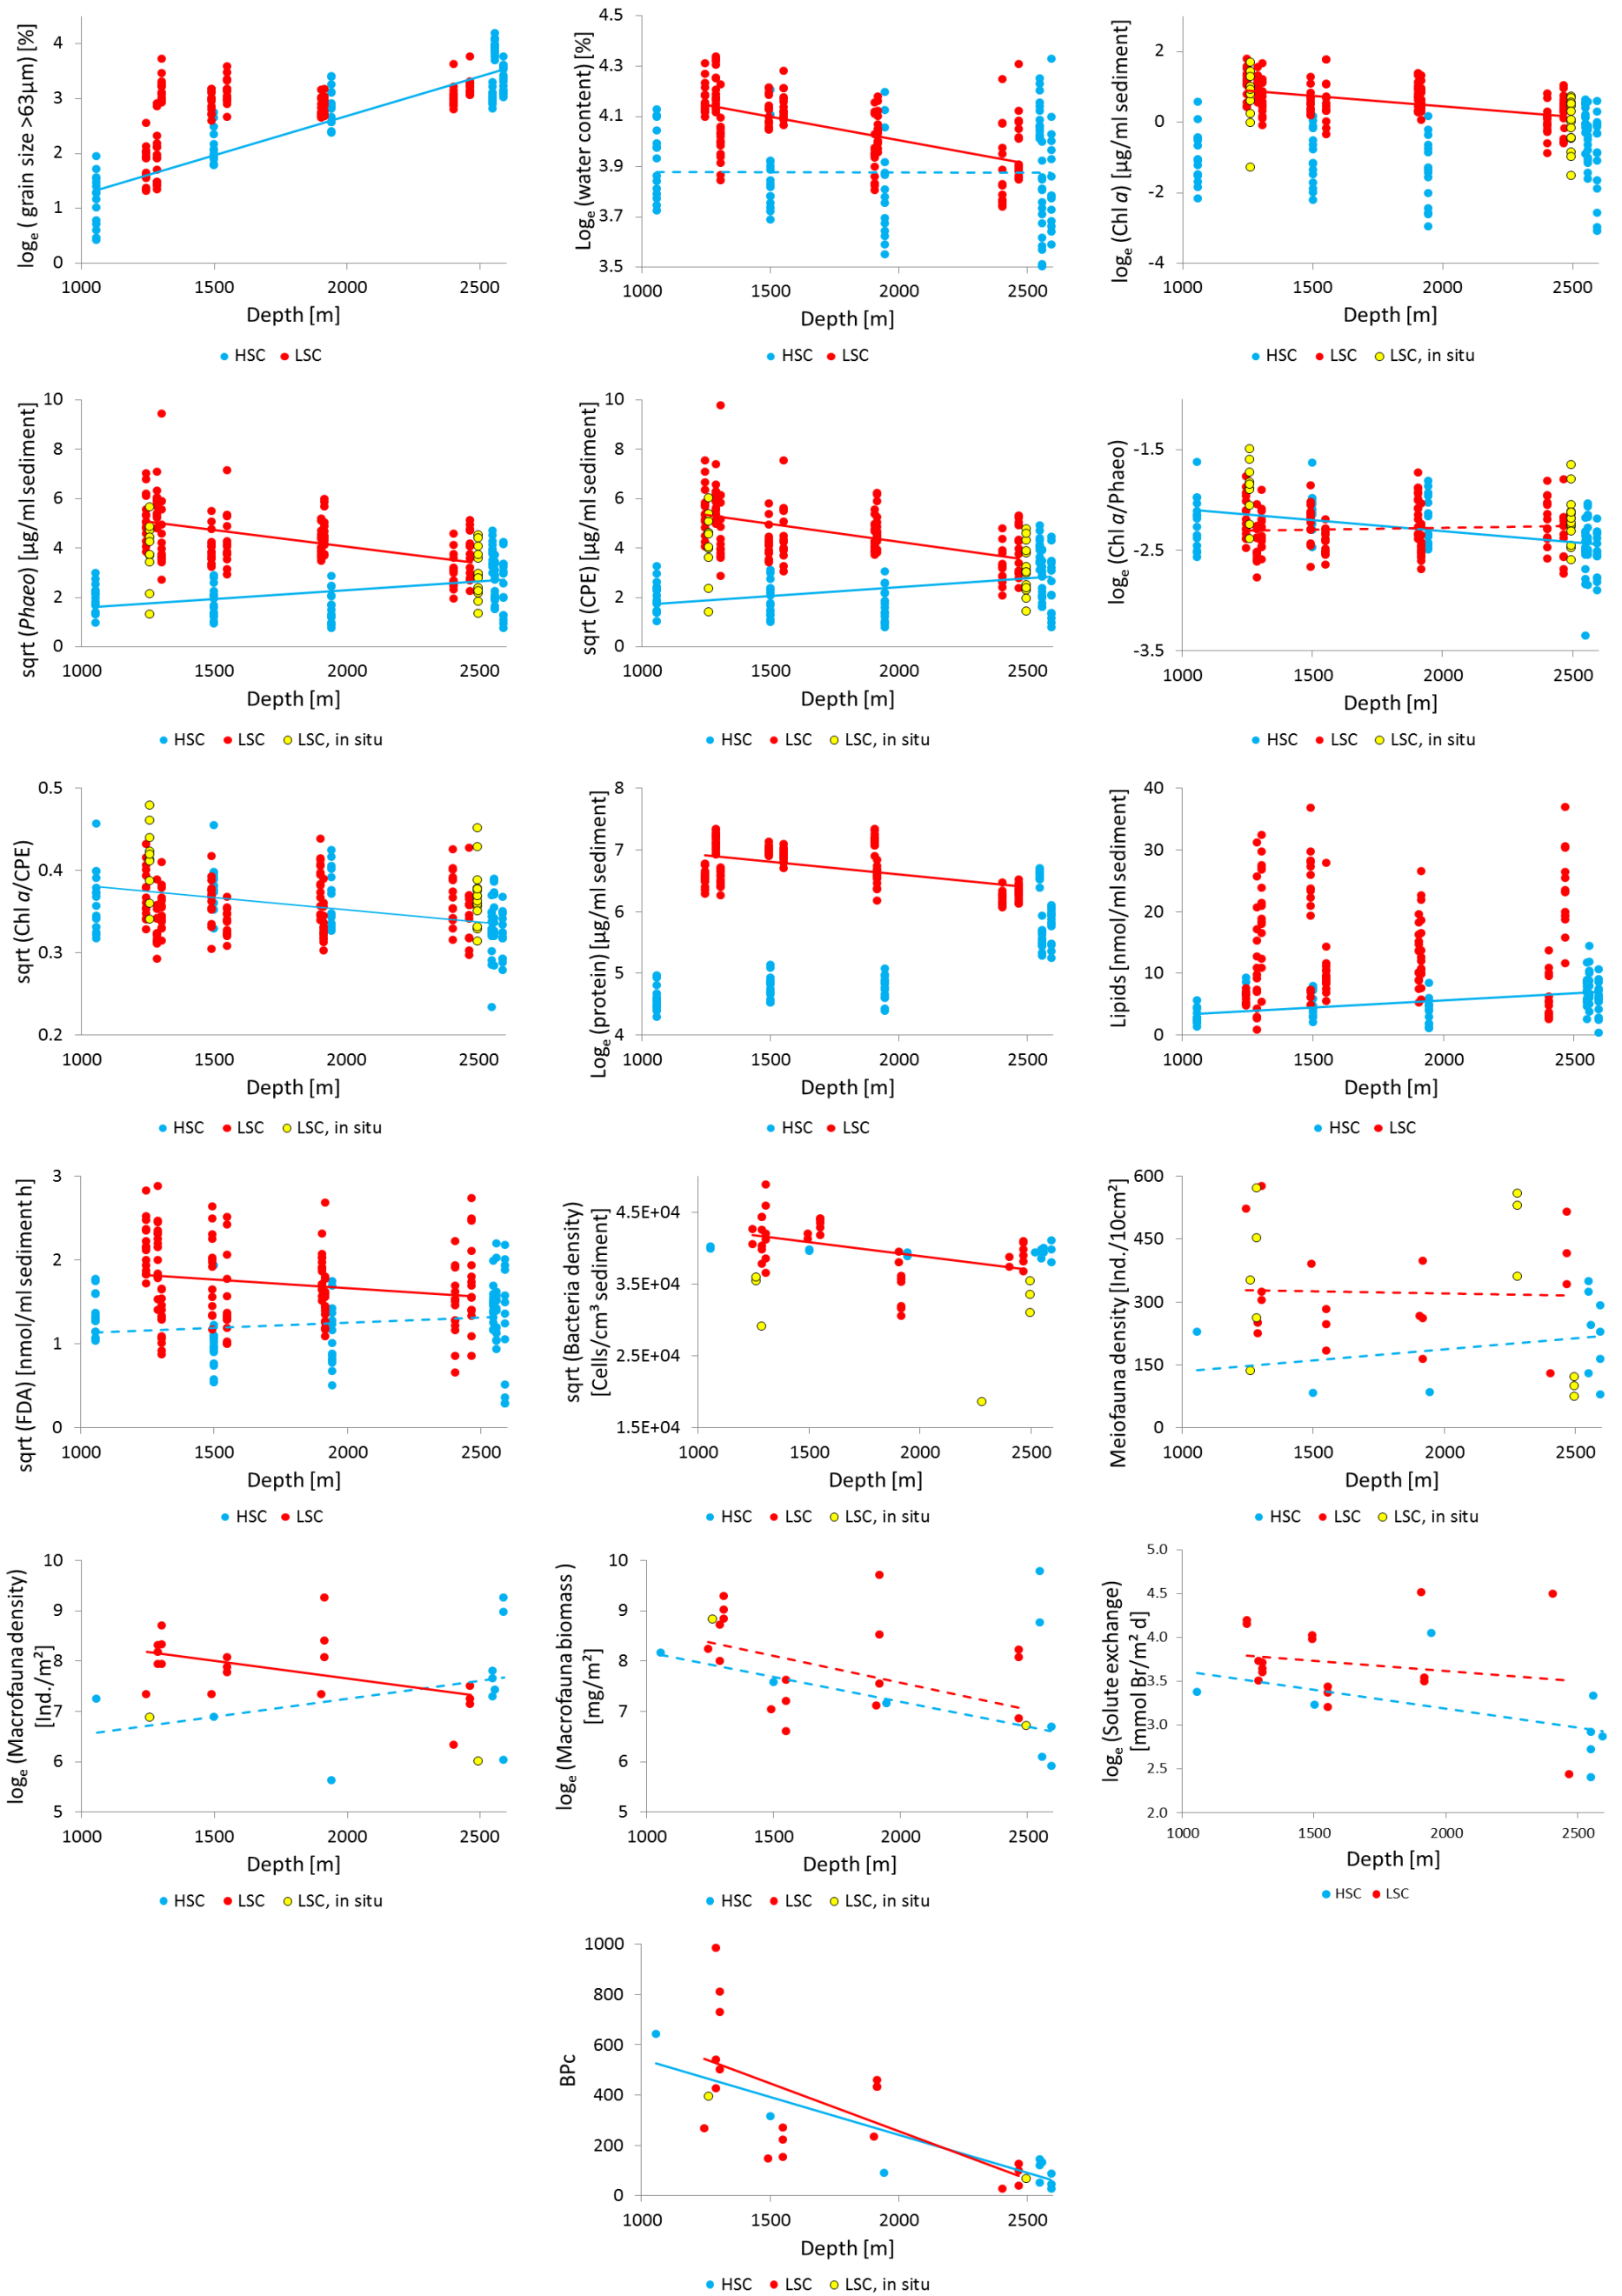 loge ( grain size >63µm) [%]
4
3
2
1
0
1000 1500 2000 2500
Depth [m]
HSC LSC
Loge (water content) [%]
4.5
4.3
4.1
3.9
3.7
3.5
1000 1500 2000 2500
Depth [m]
HSC LSC
loge (Chl a) [µg/ml sediment]
2
0
-2
-4
1000 1500 2000 2500
Depth [m]
HSC LSC LSC, in situ
sqrt (Phaeo) [µg/ml sediment]
10
8
6
4
2
0
1000 1500 2000 2500
Depth [m]
HSC LSC LSC, in situ
sqrt (CPE) [µg/ml sediment]
10
8
6
4
2
0
1000 1500 2000 2500
Depth [m]
HSC LSC LSC, in situ
loge (Chl a/Phaeo)
-1.5
-2.5
-3.5
1000 1500 2000 2500
Depth [m]
HSC LSC LSC, in situ
sqrt (Chl a/CPE)
0.5
0.4
0.3
0.2
1000 1500 2000 2500
Depth [m]
HSC LSC LSC, in situ
Loge (protein) [µg/ml sediment]
8
7
6
5
4
1000 1500 2000 2500
Depth [m]
HSC LSC
Lipids [nmol/ml sediment]
40
30
20
10
0
1000 1500 2000 2500
Depth [m]
HSC LSC
sqrt (FDA) [nmol/ml sediment h]
3
2
1
0
1000 1500 2000 2500
Depth [m]
HSC LSC
sqrt (Bacteria density)
[Cells/cm³ sediment]
4.5E+04
3.5E+04
2.5E+04
1.5E+04
1000 1500 2000 2500
Depth [m]
HSC LSC LSC, in situ
Meiofauna density [Ind./10cm²]
600
450
300
150
0
1000 1500 2000 2500
Depth [m]
HSC LSC LSC, in situ
loge (Macrofauna density)
[Ind./m²]
10
9
8
7
6
5
1000 1500 2000 2500
Depth [m]
HSC LSC LSC, in situ
loge (Macrofauna biomass )
[mg/m²]
10
9
8
7
6
5
1000 1500 2000 2500
Depth [m]
HSC LSC LSC, in situ
loge (Solute exchange)
[mmol Br/m² d]
5.0
4.5
4.0
3.5
3.0
2.5
2.0
1000 1500 2000 2500
Depth [m]
HSC LSC
BPc
1000
800
600
400
200
0
1000 1500 2000 2500
Depth [m]
HSC LSC LSC, in situ